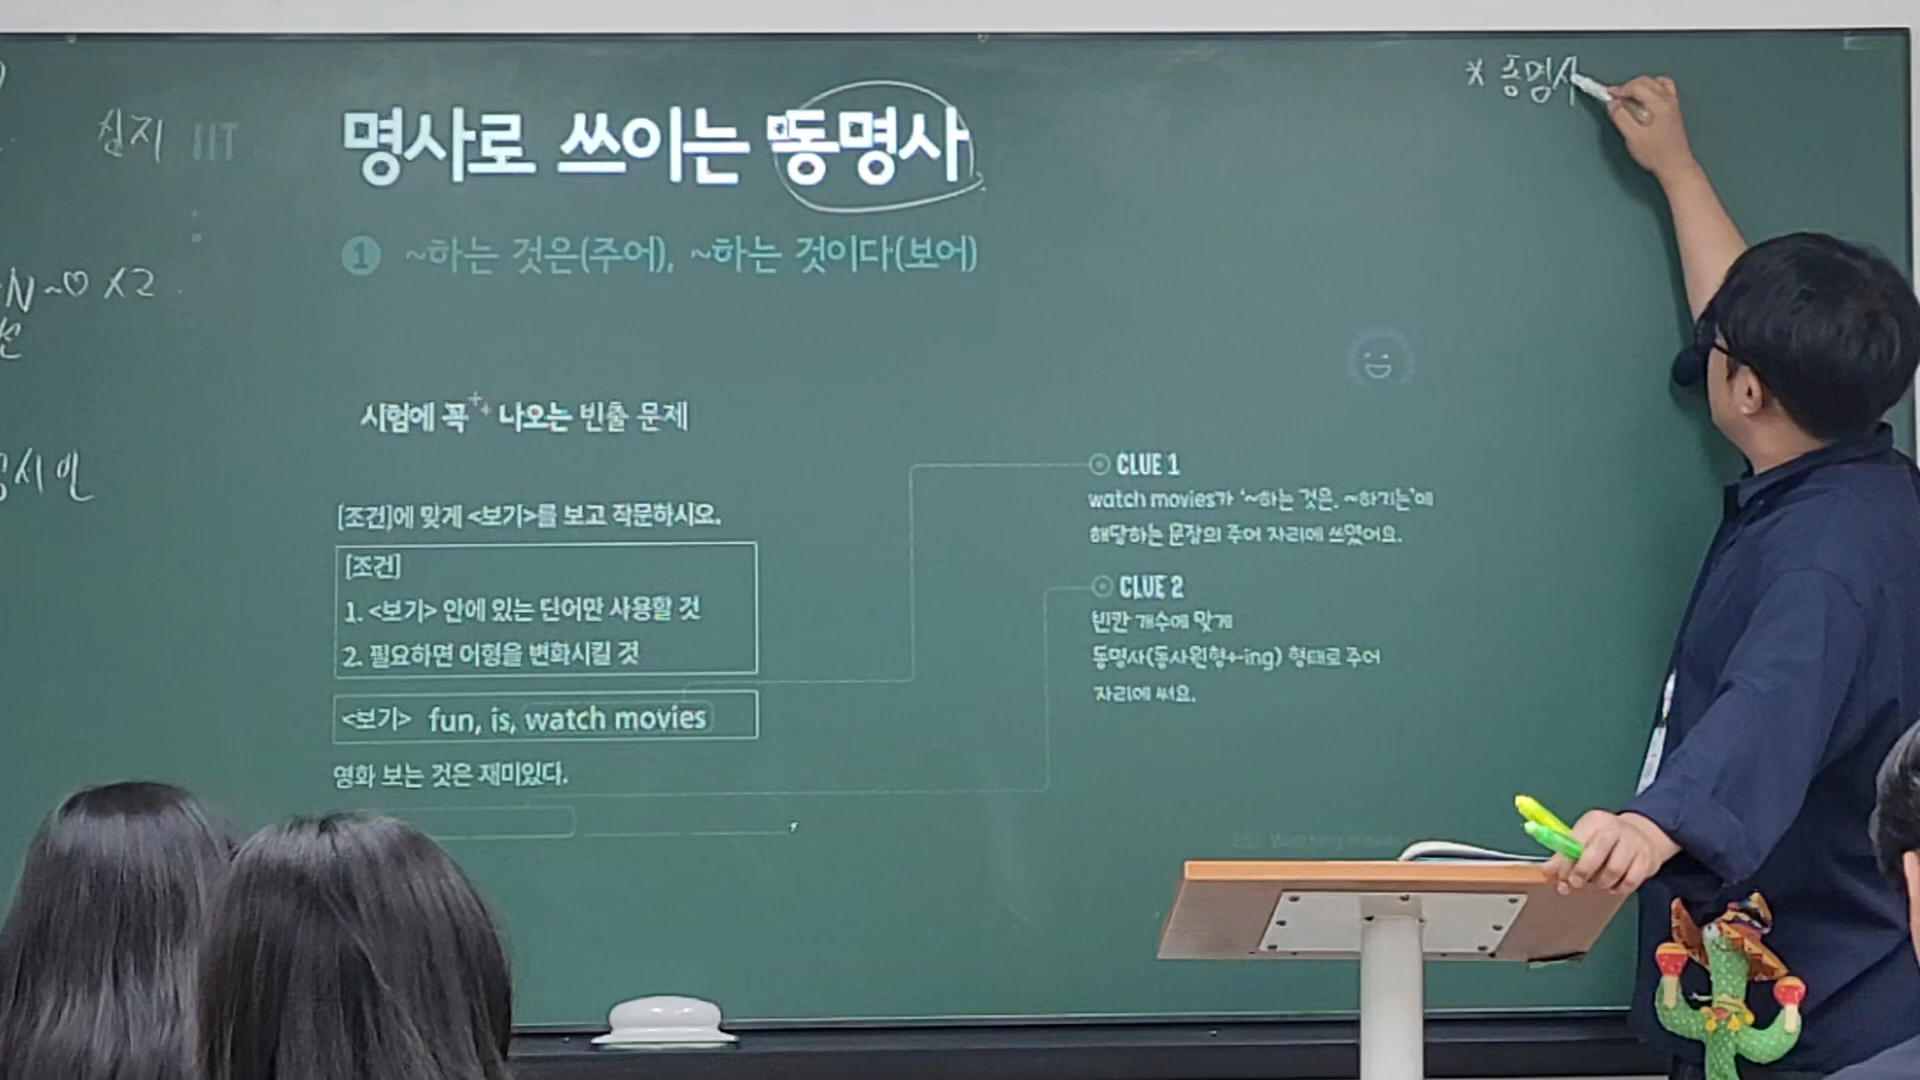 * 동명사
심지
명사로 쓰이는 동명사
1 ~하는 것은(주어), ~하는 것이다(보어)
N ~♡ x2
시험에 꼭 나오는 빈출 문제
[조건]에 맞게 <보기>를 보고 작문하시오.
[조건]
1. <보기> 안에 있는 단어만 사용할 것
2. 필요하면 어형을 변화시킬 것
<보기> fun, is, watch movies
영화 보는 것은 재미있다.
CLUE 1
watch movies가 '~하는 것은, ~하기는'에
해당하는 문장의 주어 자리에 쓰였어요.
CLUE 2
빈칸 개수에 맞게
동명사(동사원형+-ing) 형태로 주어
자리에 써요.